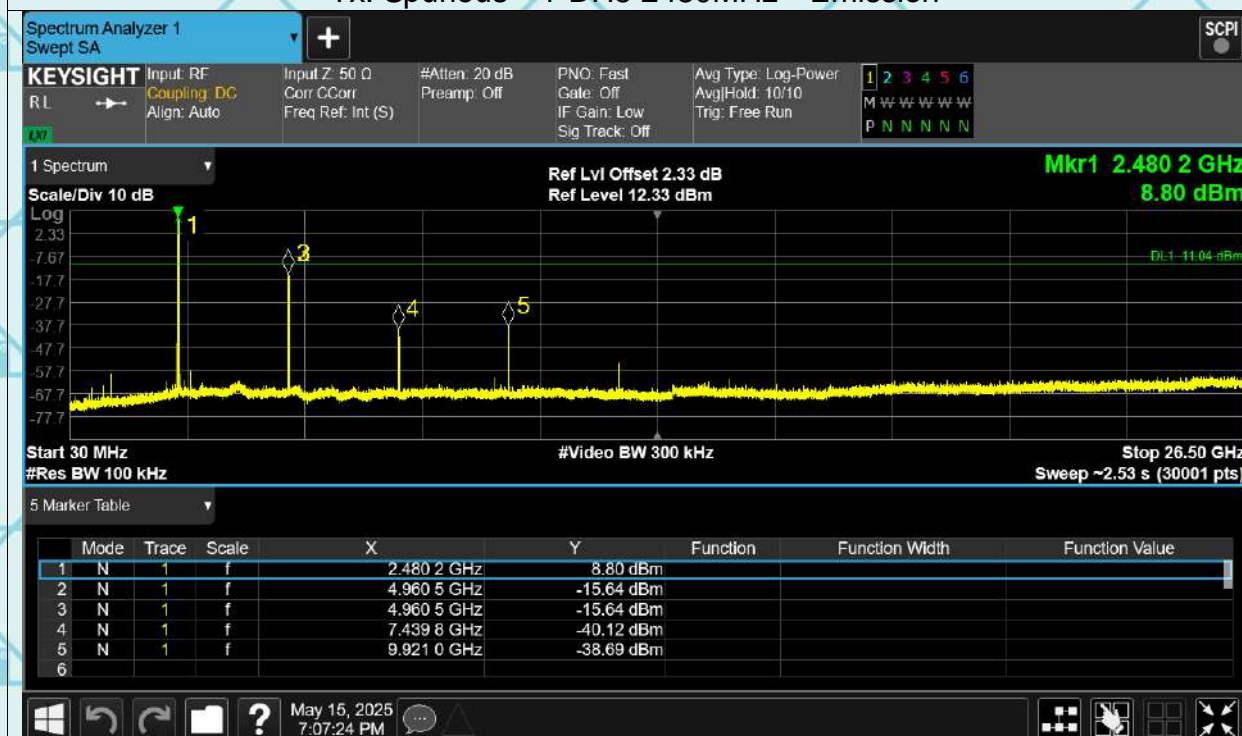 Spectrum Analyzer 1
Swept SA
+
SCPI
KEYSIGHT Input: RF Input Z: 50 Ω #Atten: 20 dB PNO: Fast Avg Type: Log-Power 1 2 3 4 5 6
RL Coupling: DC Corr CCorr Preamp: Off Gate: Off Avg|Hold: 10/10 M W W W W W
Align: Auto Freq Ref: Int (S) IF Gain: Low Trig: Free Run P N N N N N
LXI Sig Track: Off
1 Spectrum Ref Lvl Offset 2.33 dB Mkr1 2.480 2 GHz
Scale/Div 10 dB Ref Level 12.33 dBm 8.80 dBm
Log
1
2.33
3
-7.67
DL1 -11.04 dBm
-17.7
-27.7
4 5
-37.7
-47.7
-57.7
-67.7
-77.7
Start 30 MHz #Video BW 300 kHz Stop 26.50 GHz
#Res BW 100 kHz Sweep ~2.53 s (30001 pts)
5 Marker Table
Mode Trace Scale X Y Function Function Width Function Value
1 N 1 f 2.480 2 GHz 8.80 dBm
2 N 1 f 4.960 5 GHz -15.64 dBm
3 N 1 f 4.960 5 GHz -15.64 dBm
4 N 1 f 7.439 8 GHz -40.12 dBm
5 N 1 f 9.921 0 GHz -38.69 dBm
6
? May 15, 2025
7:07:24 PM